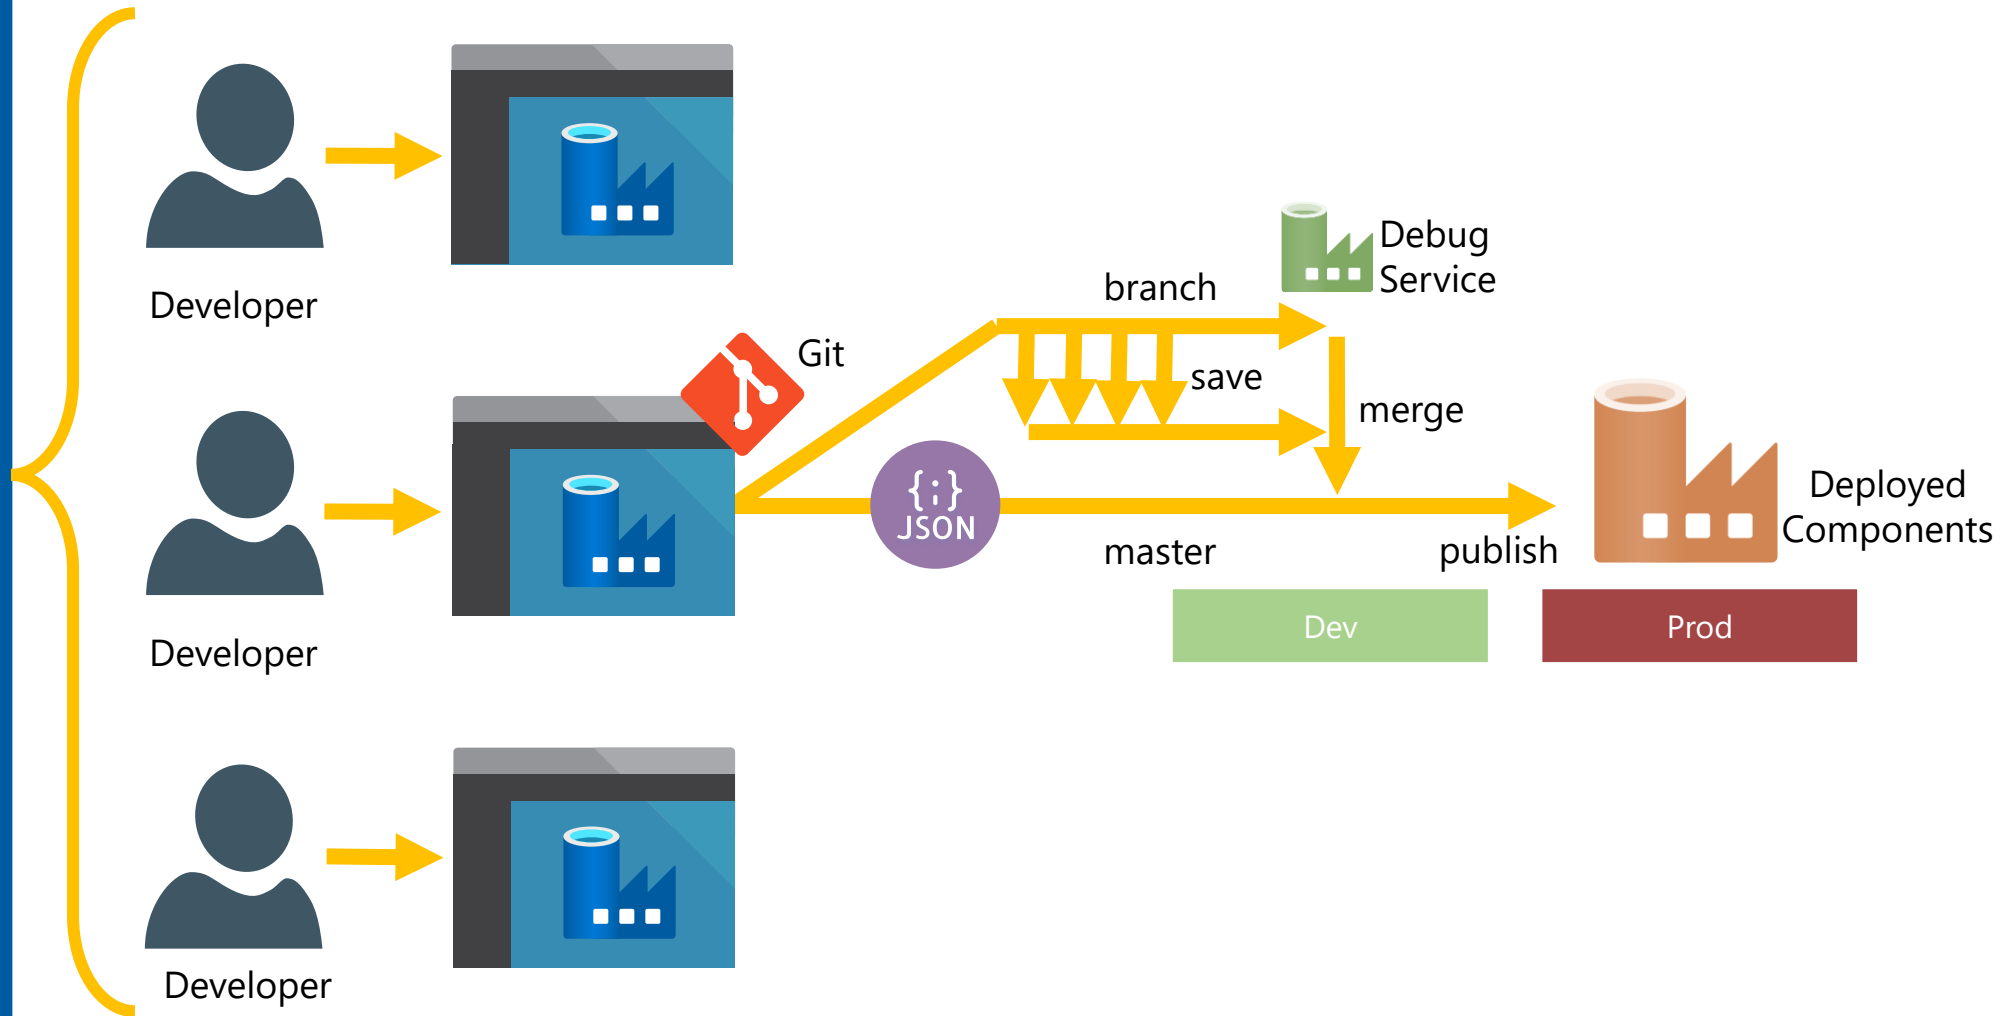 Developer
Git
branch
Debug
Service
save
merge
Developer
{;}
JSON
master
publish
Deployed
Components
Dev
Prod
Developer